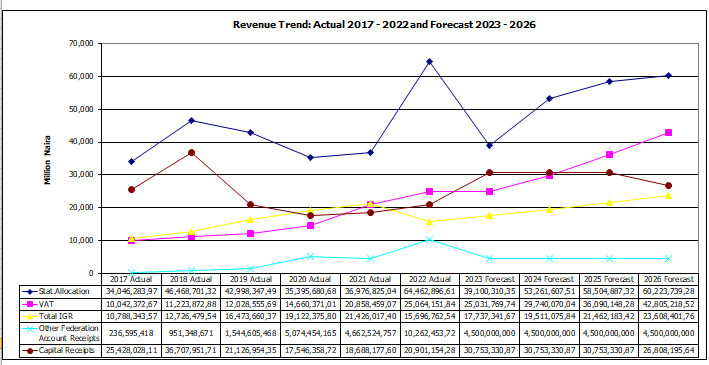 Revenue Trend: Actual 2017 - 2022 and Forecast 2023 - 2026
70,000
60,000
50,000
40,000
30,000
20,000
10,000
0
Million Naira
2017 Actual 2018 Actual 2019 Actual 2020 Actual 2021 Actual 2022 Actual 2023 Forecast 2024 Forecast 2025 Forecast 2026 Forecast
Stat.Allocation 34,046,283,97 46,468,701,32 42,998,347,49 35,395,680,68 36,976,825,04 64,462,896,61 39,100,310,35 53,261,607,51 58,504,887,32 60,223,739,28
VAT 10,042,372,67 11,223,872,88 12,028,555,69 14,660,371,01 20,858,459,07 25,064,151,84 25,031,769,74 29,740,070,04 36,090,148,28 42,805,218,52
Total IGR 10,788,343,57 12,726,479,54 16,473,660,37 19,122,375,80 21,426,017,40 15,696,762,54 17,737,341,67 19,511,075,84 21,462,183,42 23,608,401,76
Other Federation
Account Receipts 236,595,418 951,348,671 1,544,605,468 5,074,454,165 4,662,524,757 10,262,453,72 4,500,000,000 4,500,000,000 4,500,000,000 4,500,000,000
Capital Receipts 25,428,028,11 36,707,951,71 21,126,954,35 17,546,358,72 18,688,177,60 20,901,154,28 30,753,330,87 30,753,330,87 30,753,330,87 26,808,195,64